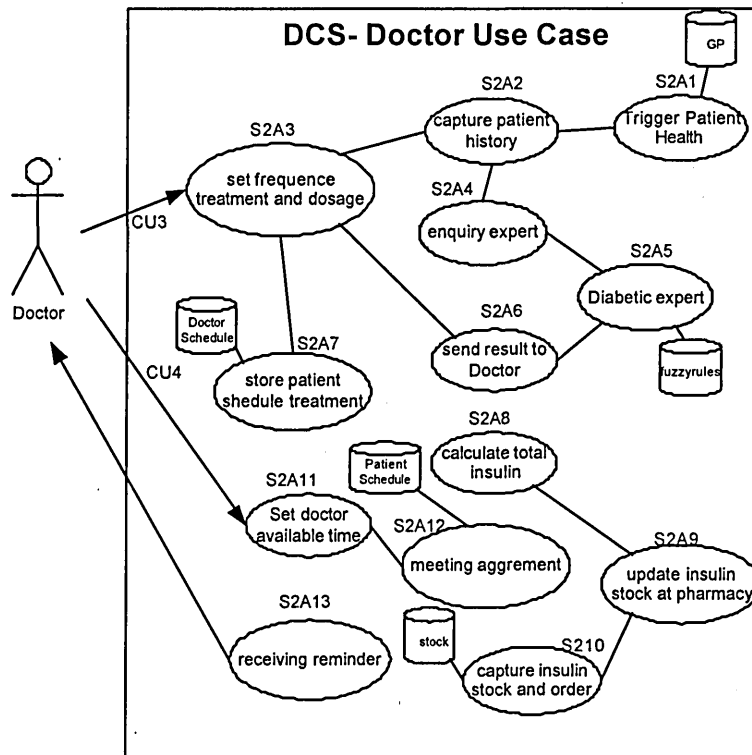 DCS- Doctor Use Case
GP
S2A2
S2A1
capture patient
history
Trigger Patient
Health
S2A3
set frequence
treatment and dosage
S2A4
enquiry expert
CU3
S2A5
Diabetic expert
Doctor
Doctor
Schedule
S2A6
send result to
Doctor
fuzzyrules
S2A7
store patient
shedule treatment
CU4
S2A8
calculate total
insulin
Patient
Schedule
S2A11
Set doctor
available time
S2A12
meeting aggrement
S2A9
update insulin
stock at pharmacy
S2A13
receiving reminder
stock
S210
capture insulin
stock and order